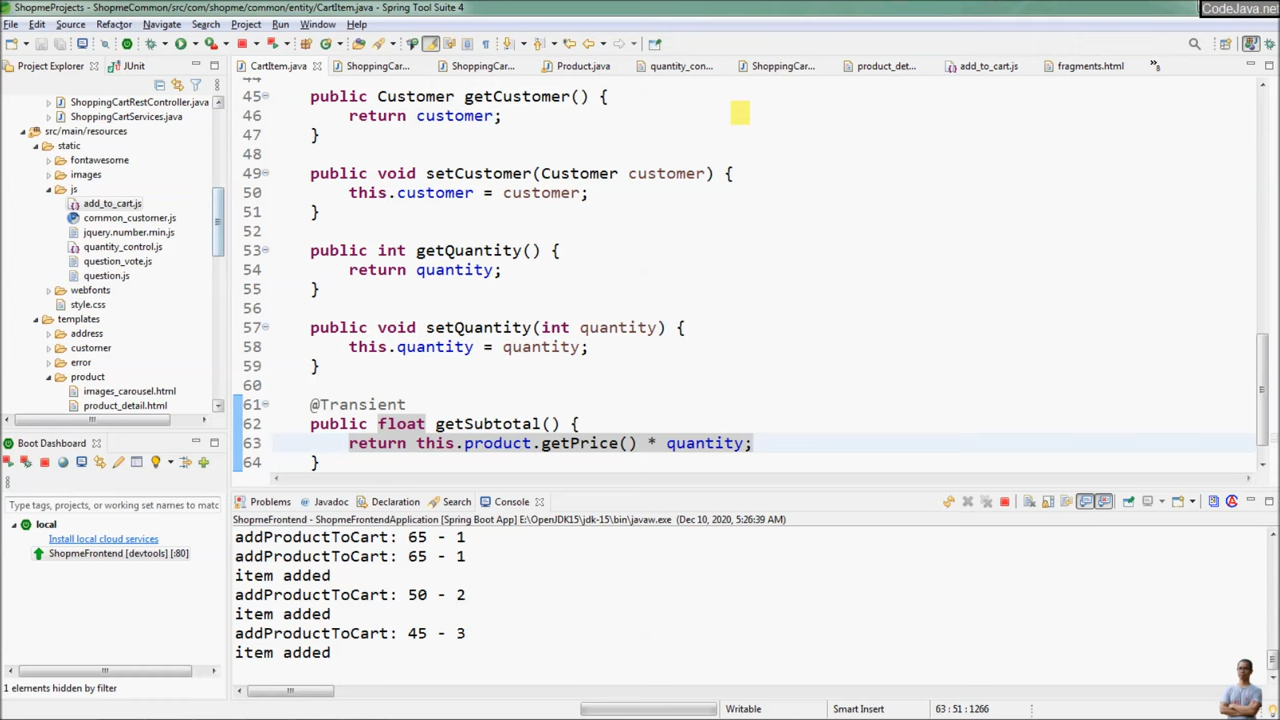 ShopmeProjects - ShopmeCommon/src/com/shopme/common/entity/CartItem.java - Spring Tool Suite 4
CodeJava.net
File Edit Source Refactor Navigate Search Project Run Window Help
Project Explorer JUnit
CartItem.java ShoppingCar... ShoppingCar... Product.java quantity_con... ShoppingCar... product_det... add_to_cart.js fragments.html »8
ShoppingCartRestController.java
ShoppingCartServices.java
src/main/resources
static
fontawesome
images
js
add_to_cart.js
common_customer.js
jquery.number.min.js
quantity_control.js
question_vote.js
question.js
webfonts
style.css
templates
address
customer
error
product
images_carousel.html
product_detail.html
44
45 public Customer getCustomer() {
46 return customer;
47 }
48
49 public void setCustomer(Customer customer) {
50 this.customer = customer;
51 }
52
53 public int getQuantity() {
54 return quantity;
55 }
56
57 public void setQuantity(int quantity) {
58 this.quantity = quantity;
59 }
60
61 @Transient
62 public float getSubtotal() {
63 return this.product.getPrice() * quantity;
64 }
Boot Dashboard
Type tags, projects, or working set names to matc
local
Install local cloud services
ShopmeFrontend [devtools] [:80]
1 elements hidden by filter
Problems Javadoc Declaration Search Console
ShopmeFrontend - ShopmeFrontendApplication [Spring Boot App] E:\OpenJDK15\jdk-15\bin\javaw.exe (Dec 10, 2020, 5:26:39 AM)
addProductToCart: 65 - 1
addProductToCart: 65 - 1
item added
addProductToCart: 50 - 2
item added
addProductToCart: 45 - 3
item added
Writable Smart Insert 63 : 51 : 1266